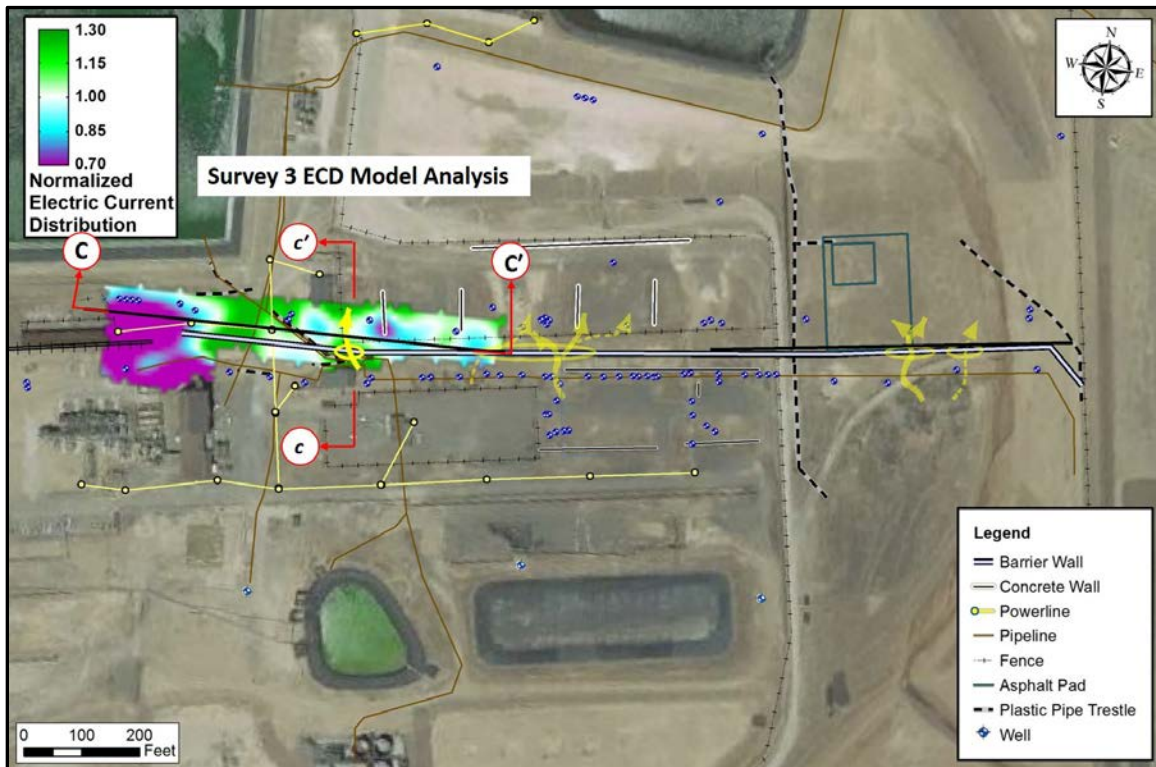 1.30
1.15
1.00
0.85
0.70
Normalized
Electric Current
Distribution
Survey 3 ECD Model Analysis
N
W
E
S
C
c'
C'
c
Legend
Barrier Wall
Concrete Wall
Powerline
Pipeline
Fence
Asphalt Pad
Plastic Pipe Trestle
Well
0 100 200
Feet